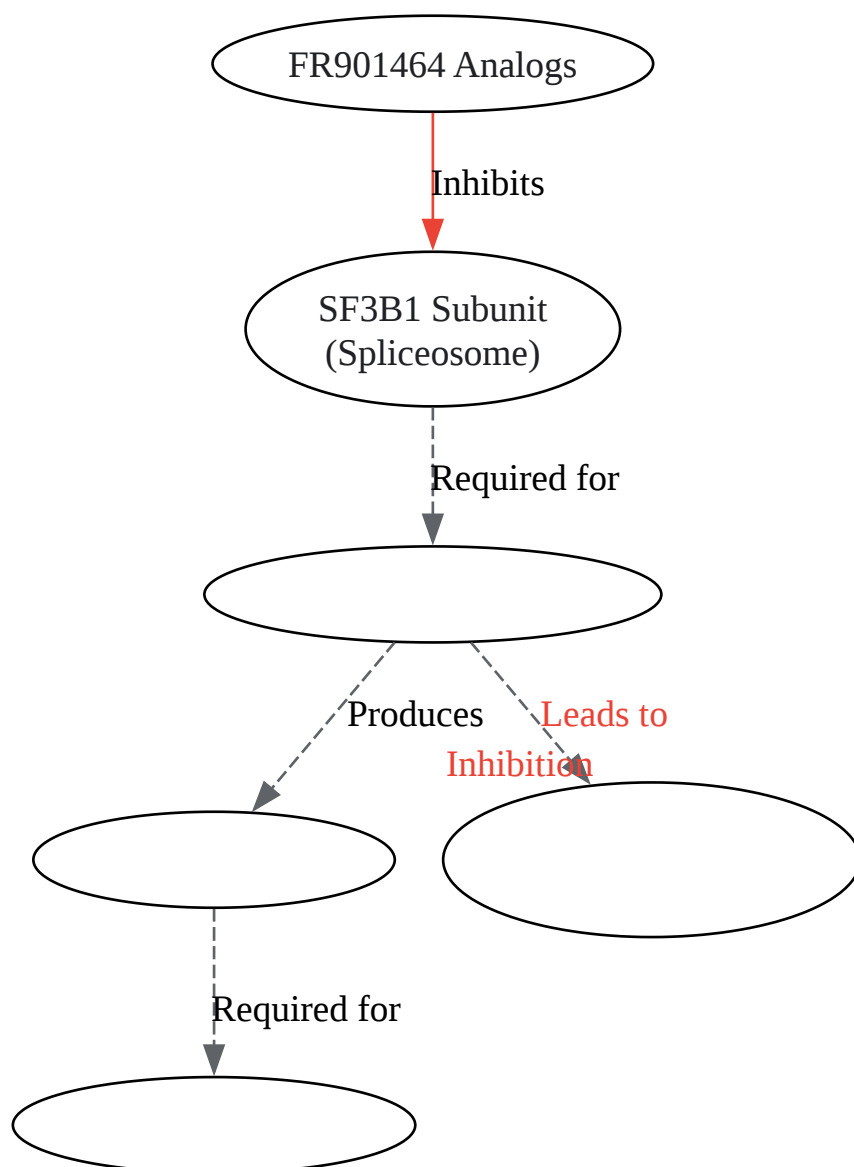 FR901464 Analogs
Inhibits
SF3B1 Subunit
(Spliceosome)
Required for
Produces
Leads to
Inhibition
Required for